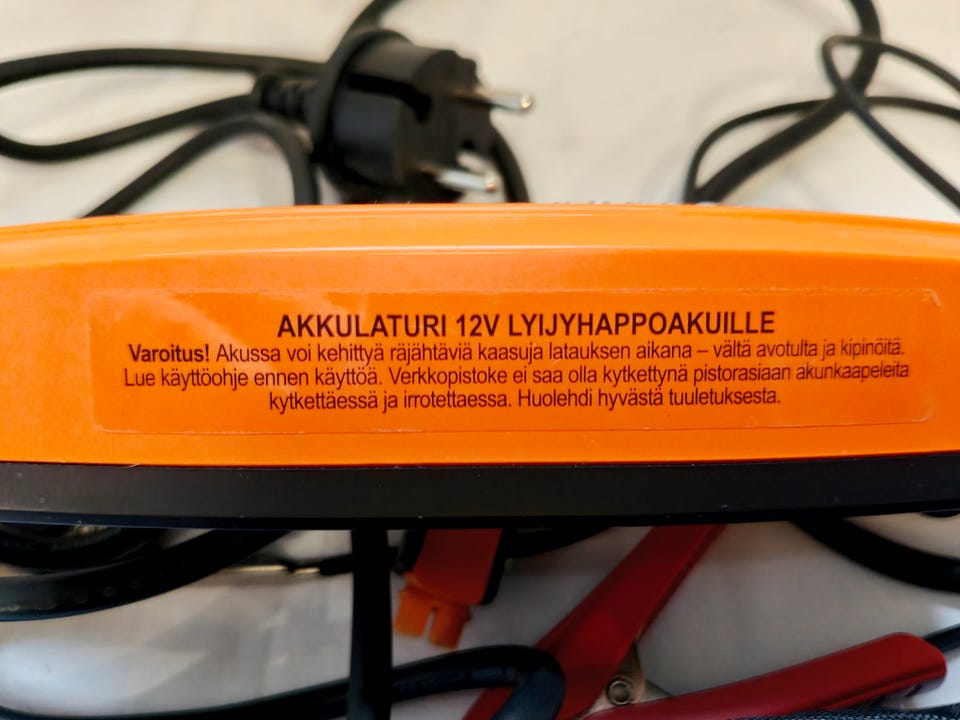 AKKULATURI 12V LYIJYHAPPOAKUILLE
Varoitus! Akussa voi kehittyä räjähtäviä kaasuja latauksen aikana – vältä avotulta ja kipinöitä.
Lue käyttöohje ennen käyttöä. Verkkopistoke ei saa olla kytkettynä pistorasiaan akunkaapeleita
kytkettäessä ja irrotettaessa. Huolehdi hyvästä tuuletuksesta.